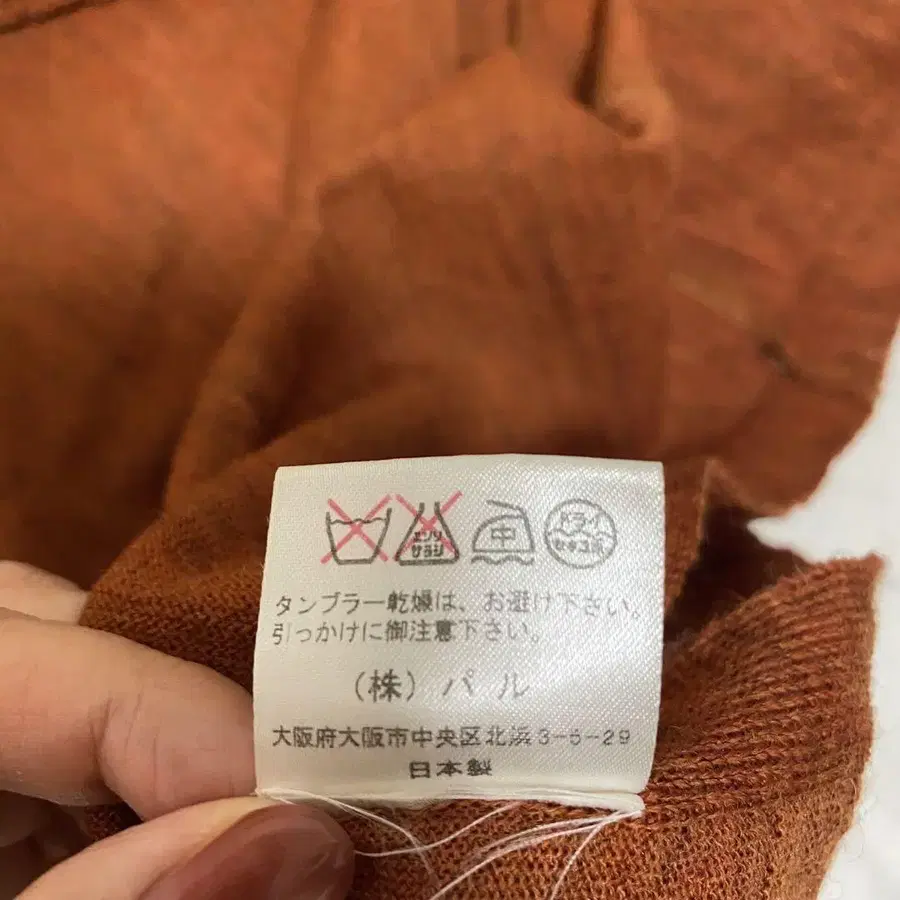 エンソ サラシ 中 ドライ セキユ系
タンブラー乾燥は、お避け下さい。
引っかけに御注意下さい。
(株)パル
大阪府大阪市中央区北浜3-5-29
日本製